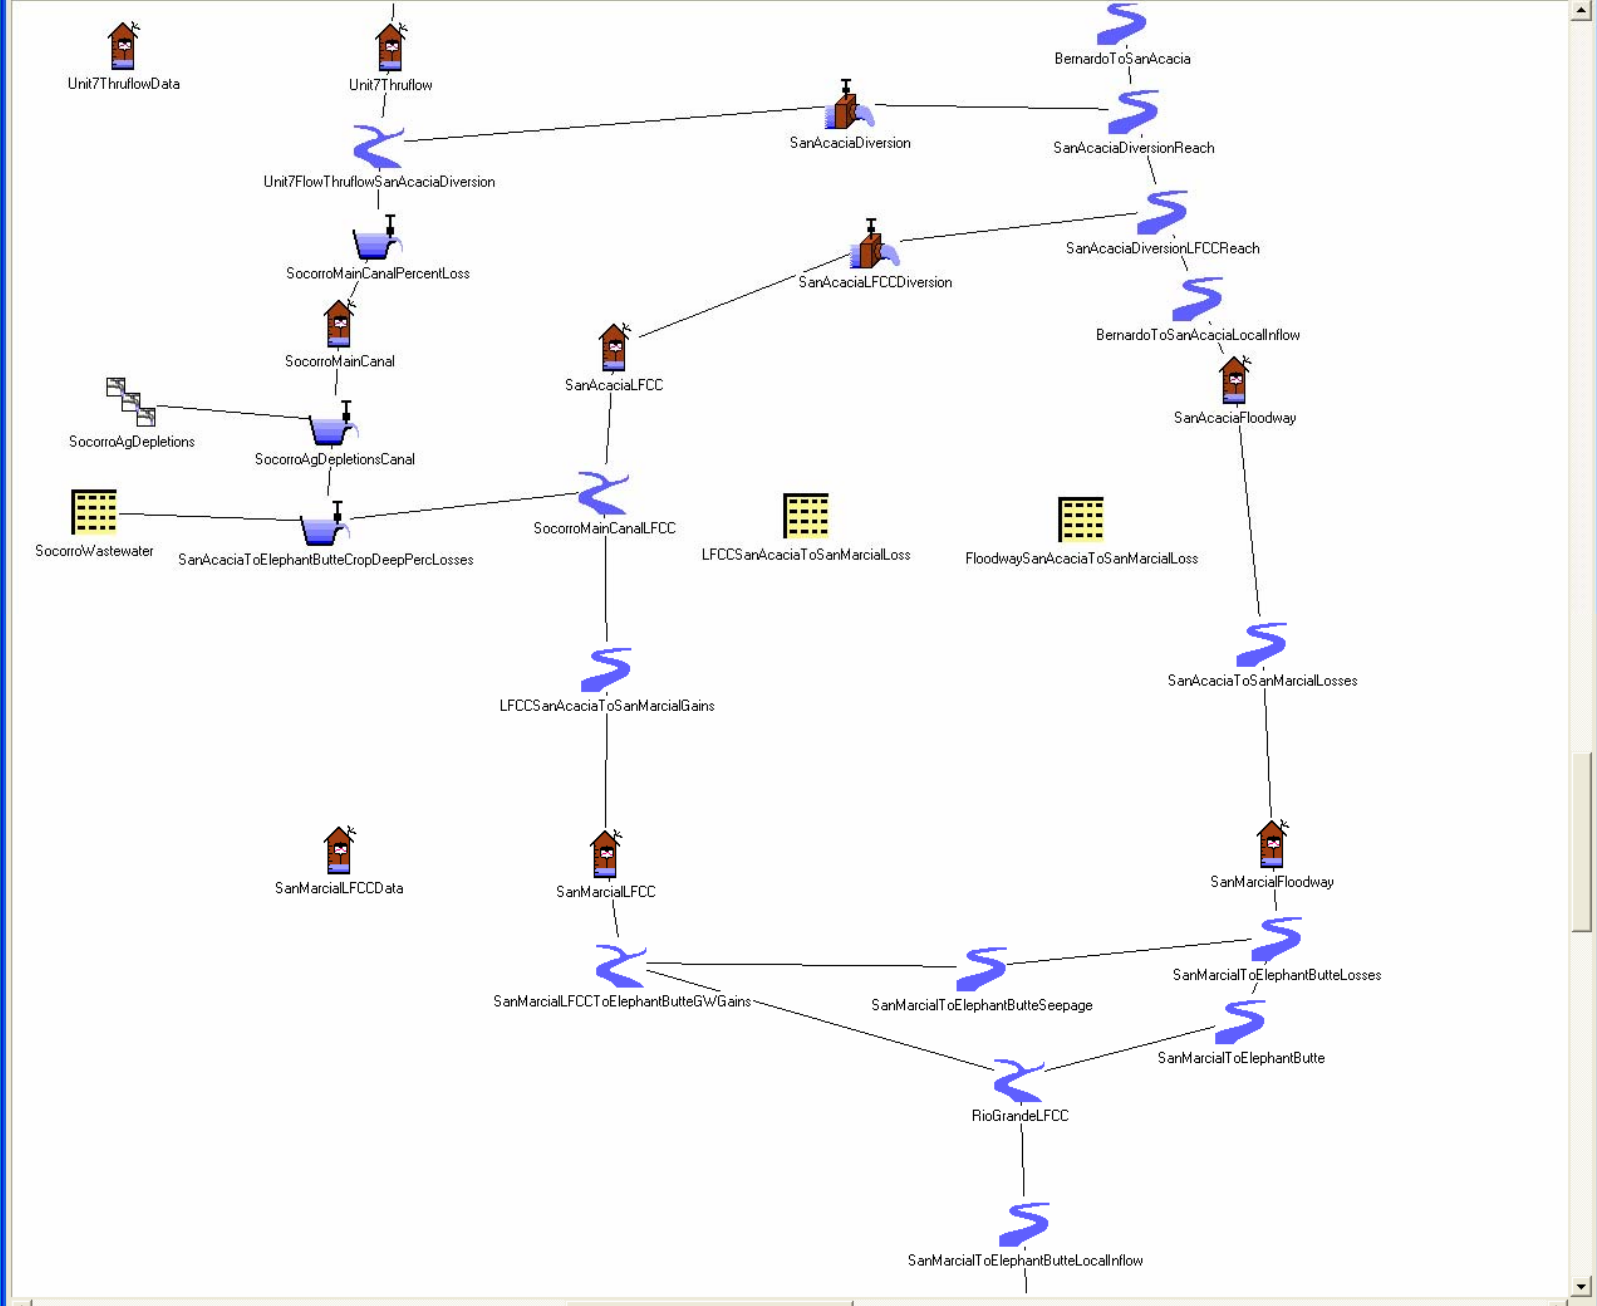 BernardoToSanAcacia
Unit7ThruflowData
Unit7Thruflow
SanAcaciaDiversion
SanAcaciaDiversionReach
Unit7FlowThruflowSanAcaciaDiversion
SanAcaciaDiversionLFCCReach
SocorroMainCanalPercentLoss
SanAcaciaLFCCDiversion
BernardoToSanAcaciaLocalInflow
SocorroMainCanal
SanAcaciaLFCC
SanAcaciaFloodway
SocorroAgDepletions
SocorroAgDepletionsCanal
SocorroMainCanalLFCC
SocorroWastewater
SanAcaciaToElephantButteCropDeepPercLosses
LFCCSanAcaciaToSanMarcialLoss
FloodwaySanAcaciaToSanMarcialLoss
SanAcaciaToSanMarcialLosses
LFCCSanAcaciaToSanMarcialGains
SanMarcialLFCCData
SanMarcialLFCC
SanMarcialFloodway
SanMarcialToElephantButteLosses
SanMarcialLFCCToElephantButteGWGains
SanMarcialToElephantButteSeepage
SanMarcialToElephantButte
RioGrandeLFCC
SanMarcialToElephantButteLocalInflow